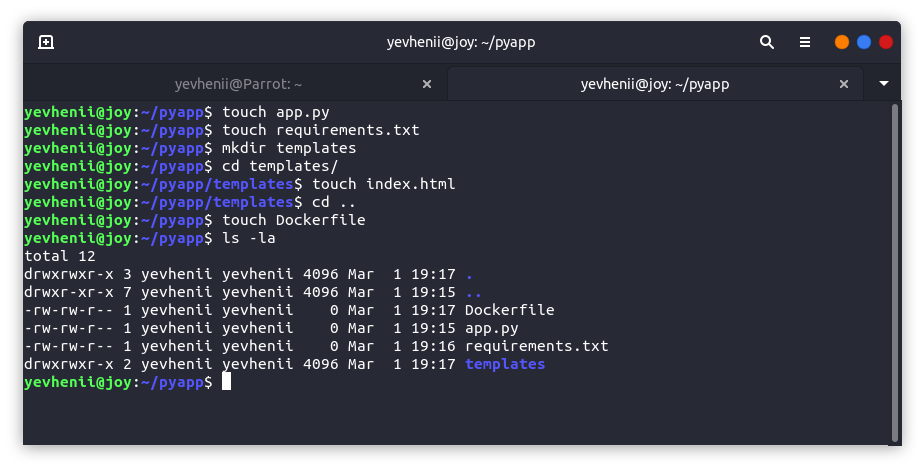 yevhenii@joy: ~/pyapp
yevhenii@Parrot: ~
yevhenii@joy: ~/pyapp
yevhenii@joy:~/pyapp$ touch app.py
yevhenii@joy:~/pyapp$ touch requirements.txt
yevhenii@joy:~/pyapp$ mkdir templates
yevhenii@joy:~/pyapp$ cd templates/
yevhenii@joy:~/pyapp/templates$ touch index.html
yevhenii@joy:~/pyapp/templates$ cd ..
yevhenii@joy:~/pyapp$ touch Dockerfile
yevhenii@joy:~/pyapp$ ls -la
total 12
drwxrwxr-x 3 yevhenii yevhenii 4096 Mar  1 19:17 .
drwxr-xr-x 7 yevhenii yevhenii 4096 Mar  1 19:15 ..
-rw-rw-r-- 1 yevhenii yevhenii    0 Mar  1 19:17 Dockerfile
-rw-rw-r-- 1 yevhenii yevhenii    0 Mar  1 19:15 app.py
-rw-rw-r-- 1 yevhenii yevhenii    0 Mar  1 19:16 requirements.txt
drwxrwxr-x 2 yevhenii yevhenii 4096 Mar  1 19:17 templates
yevhenii@joy:~/pyapp$